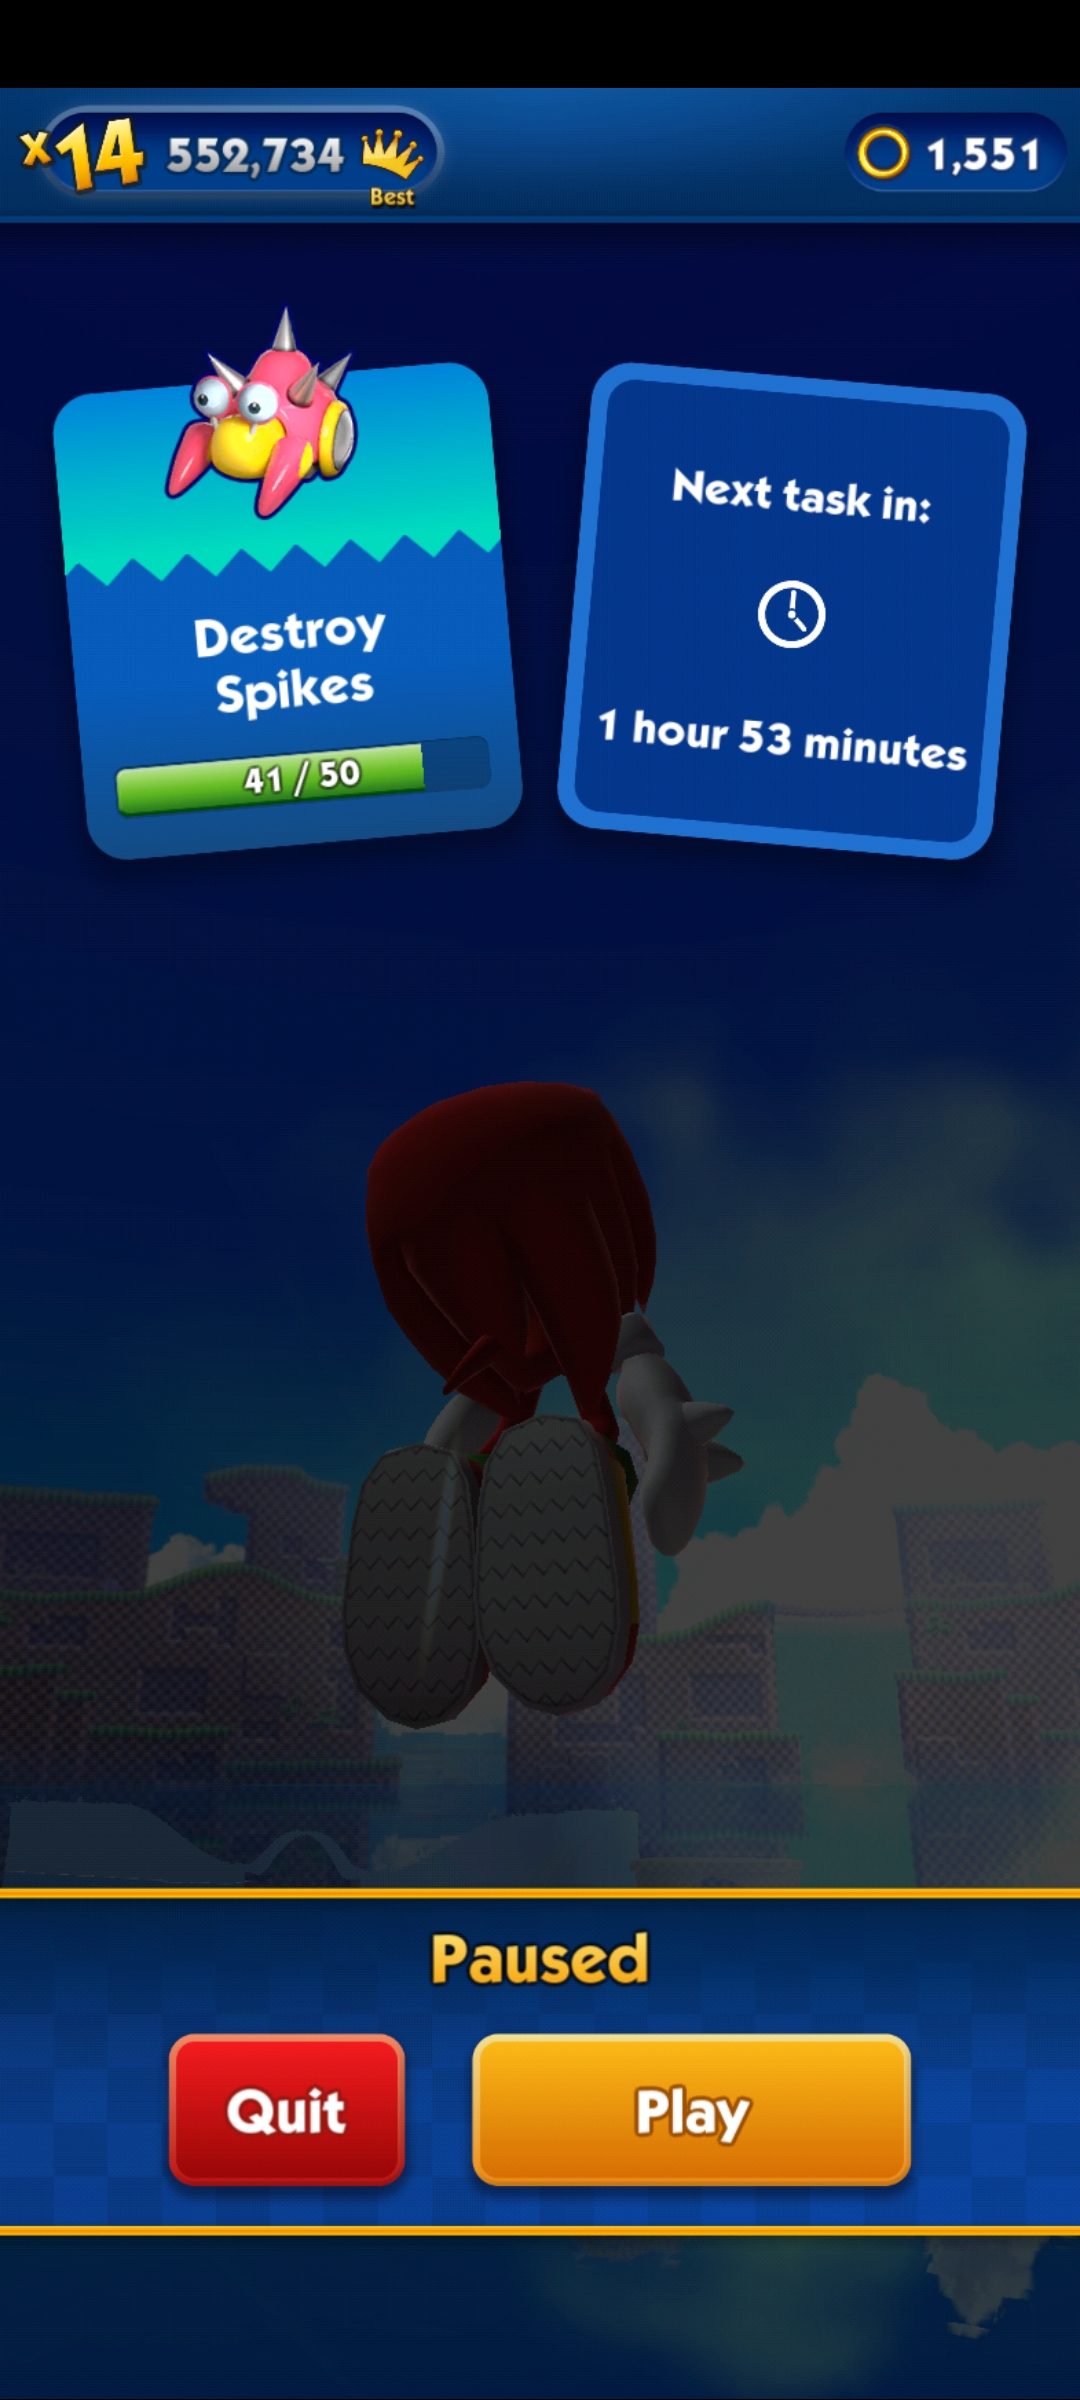 x14 552,734
Best
1,551
Destroy
Spikes
41 / 50
Next task in:
1 hour 53 minutes
Paused
Quit
Play